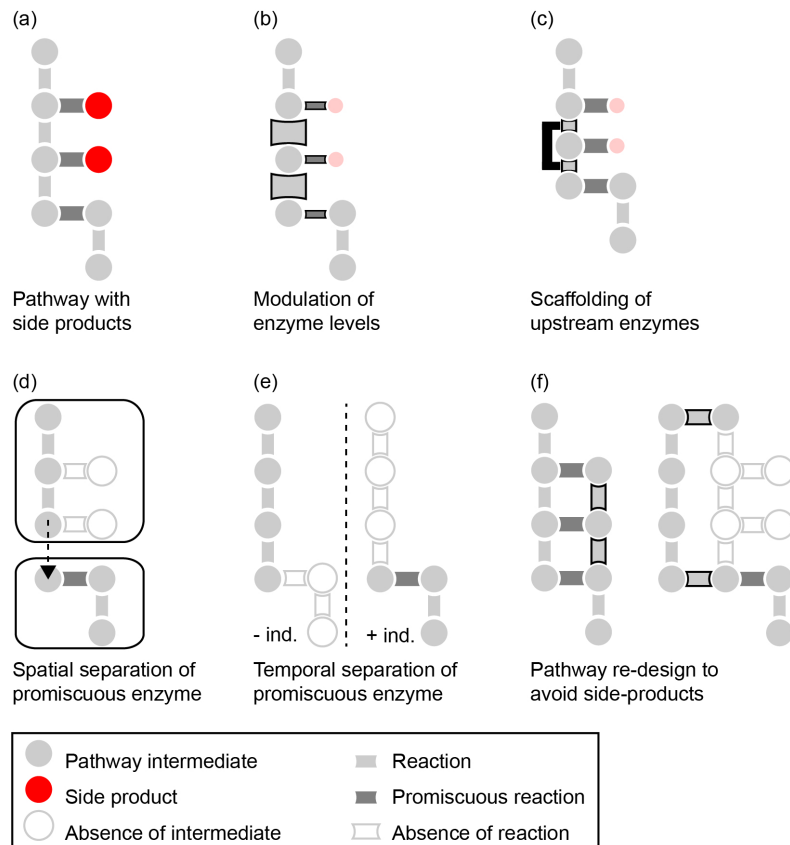 (a)
(b)
(c)
Pathway with
side products
Modulation of
enzyme levels
Scaffolding of
upstream enzymes
(d)
(e)
(f)
- ind.
+ ind.
Spatial separation of
promiscuous enzyme
Temporal separation of
promiscuous enzyme
Pathway re-design to
avoid side-products
Pathway intermediate
Reaction
Side product
Promiscuous reaction
Absence of intermediate
Absence of reaction